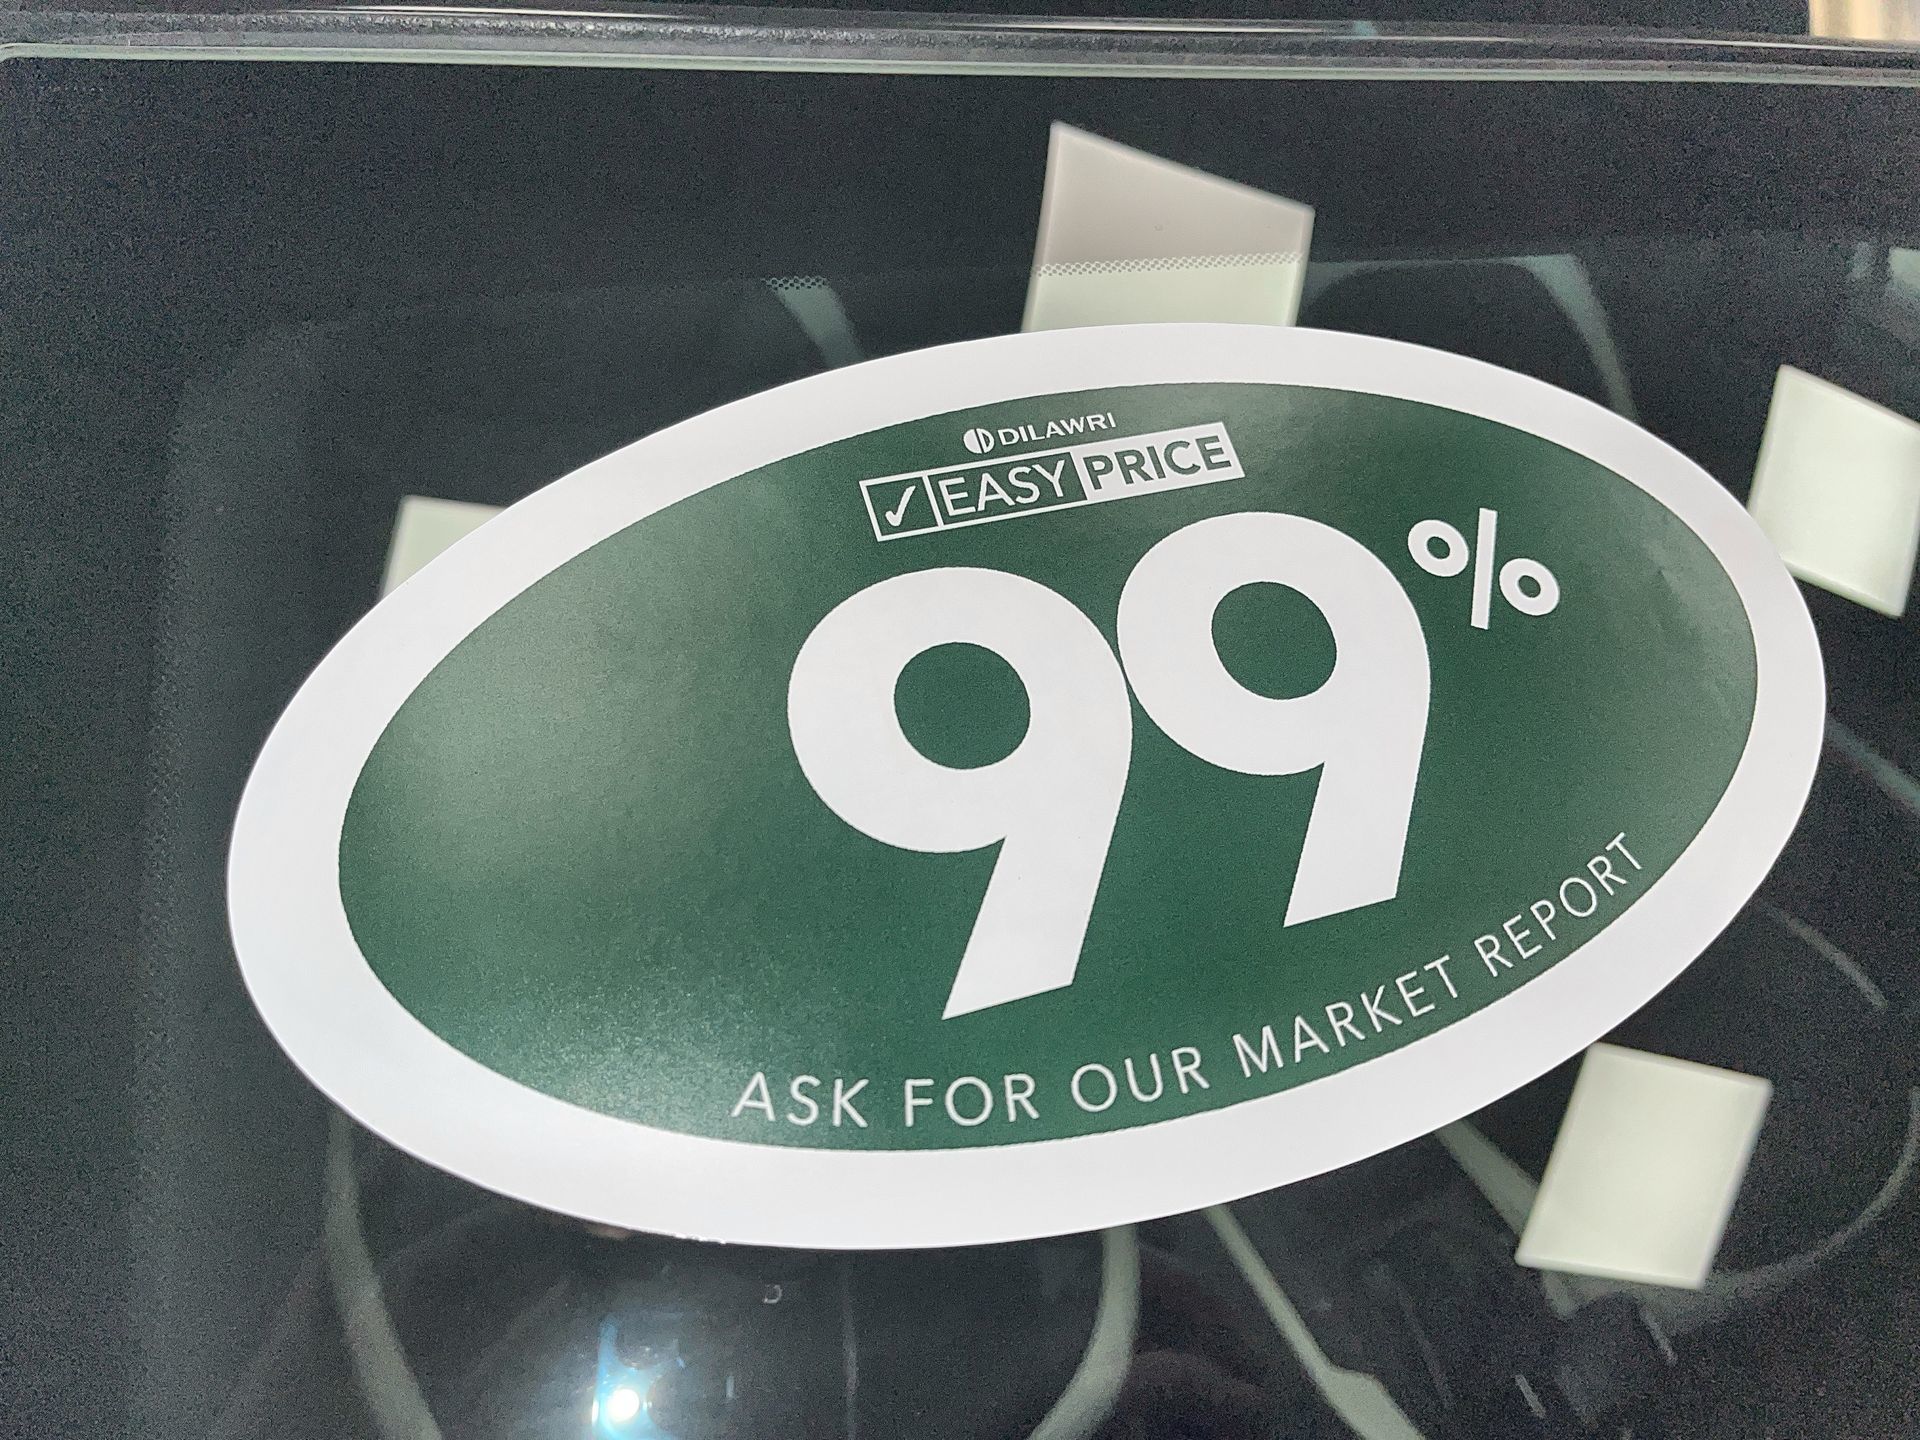 DILAWRI
✓ EASY PRICE
99%
ASK FOR OUR MARKET REPORT